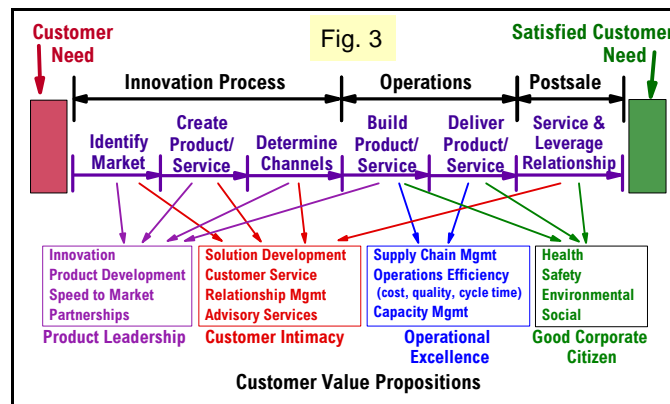 Customer
Need
Fig. 3
Satisfied Customer
Need
Innovation Process
Operations
Postsale
Identify
Market
Create
Product/
Service
Determine
Channels
Build
Product/
Service
Deliver
Product/
Service
Service &
Leverage
Relationship
Innovation
Product Development
Speed to Market
Partnerships
Product Leadership
Solution Development
Customer Service
Relationship Mgmt
Advisory Services
Customer Intimacy
Supply Chain Mgmt
Operations Efficiency
(cost, quality, cycle time)
Capacity Mgmt
Operational
Excellence
Health
Safety
Environmental
Social
Good Corporate
Citizen
Customer Value Propositions